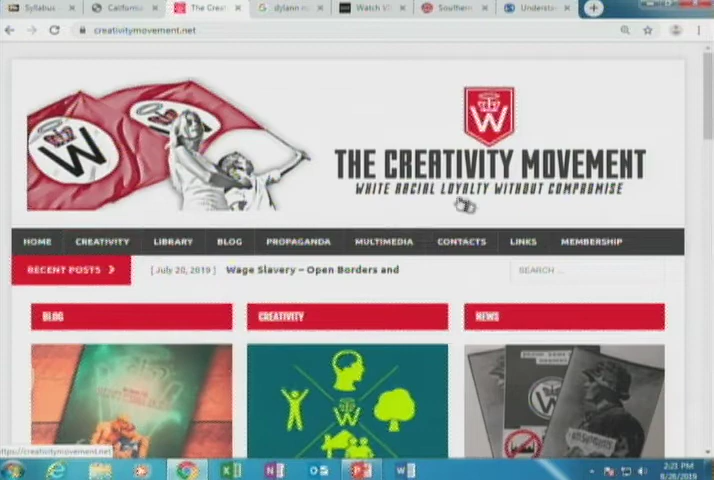 Syllabus
California
The Creat
dylann r
Watch V
Southern
Understa
creativitymovement.net
W
W
THE CREATIVITY MOVEMENT
WHITE RACIAL LOYALTY WITHOUT COMPROMISE
HOME CREATIVITY LIBRARY BLOG PROPAGANDA MULTIMEDIA CONTACTS LINKS MEMBERSHIP
RECENT POSTS [ July 20, 2019 ] Wage Slavery – Open Borders and SEARCH ...
BLOG CREATIVITY NEWS
W
W
https://creativitymovement.net
2:21 PM
8/28/2019